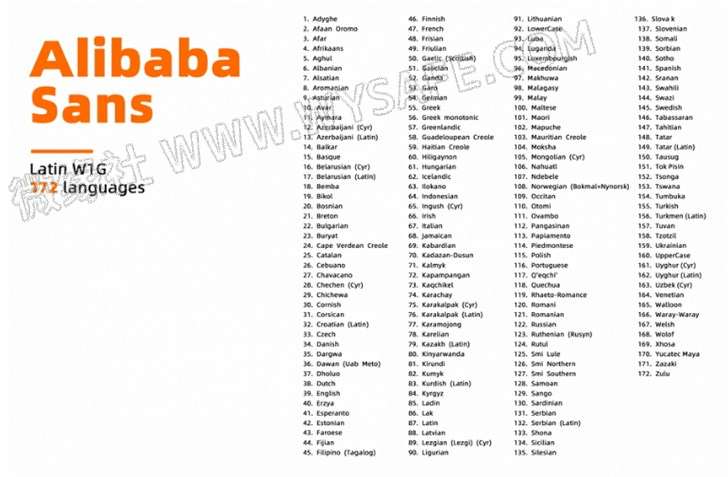 Alibaba
Sans
Latin W1G
172 languages
微思社 WWW.WYSAFE.COM
1. Adyghe
2. Afaan Oromo
3. Afar
4. Afrikaans
5. Aghul
6. Albanian
7. Alsatian
8. Aromanian
9. Asturian
10. Avar
11. Aymara
12. Azerbaijani (Cyr)
13. Azerbaijani (Latin)
14. Balkar
15. Basque
16. Belarusian (Cyr)
17. Belarusian (Latin)
18. Bemba
19. Bikol
20. Bosnian
21. Breton
22. Bulgarian
23. Buryat
24. Cape Verdean Creole
25. Catalan
26. Cebuano
27. Chavacano
28. Chechen (Cyr)
29. Chichewa
30. Cornish
31. Corsican
32. Croatian (Latin)
33. Czech
34. Danish
35. Dargwa
36. Dawan (Uab Meto)
37. Dholuo
38. Dutch
39. English
40. Erzya
41. Esperanto
42. Estonian
43. Faroese
44. Fijian
45. Filipino (Tagalog)
46. Finnish
47. French
48. Frisian
49. Friulian
50. Gaelic (Scottish)
51. Galician
52. Ganda
53. Garo
54. German
55. Greek
56. Greek monotonic
57. Greenlandic
58. Guadeloupean Creole
59. Haitian Creole
60. Hiligaynon
61. Hungarian
62. Icelandic
63. Ilokano
64. Indonesian
65. Ingush (Cyr)
66. Irish
67. Italian
68. Jamaican
69. Kabardian
70. Kadazan-Dusun
71. Kalmyk
72. Kapampangan
73. Kaqchikel
74. Karachay
75. Karakalpak (Cyr)
76. Karakalpak (Latin)
77. Karamojong
78. Karelian
79. Kazakh (Latin)
80. Kinyarwanda
81. Kirundi
82. Kumyk
83. Kurdish (Latin)
84. Kyrgyz
85. Ladin
86. Lak
87. Latin
88. Latvian
89. Lezgian (Lezgi) (Cyr)
90. Ligurian
91. Lithuanian
92. LowerCase
93. Luba
94. Luganda
95. Luxembourgish
96. Macedonian
97. Makhuwa
98. Malagasy
99. Malay
100. Maltese
101. Maori
102. Mapuche
103. Mauritian Creole
104. Moksha
105. Mongolian (Cyr)
106. Nahuatl
107. Ndebele
108. Norwegian (Bokmal+Nynorsk)
109. Occitan
110. Otomi
111. Ovambo
112. Pangasinan
113. Papiamento
114. Piedmontese
115. Polish
116. Portuguese
117. Q'eqchi'
118. Quechua
119. Rhaeto-Romance
120. Romani
121. Romanian
122. Russian
123. Ruthenian (Rusyn)
124. Rutul
125. Smi Lule
126. Smi Northern
127. Smi Southern
128. Samoan
129. Sango
130. Sardinian
131. Serbian
132. Serbian (Latin)
133. Shona
134. Sicilian
135. Silesian
136. Slova k
137. Slovenian
138. Somali
139. Sorbian
140. Sotho
141. Spanish
142. Sranan
143. Swahili
144. Swazi
145. Swedish
146. Tabassaran
147. Tahitian
148. Tatar
149. Tatar (Latin)
150. Tausug
151. Tok Pisin
152. Tsonga
153. Tswana
154. Tumbuka
155. Turkish
156. Turkmen (Latin)
157. Tuvan
158. Tzotzil
159. Ukrainian
160. UpperCase
161. Uyghur (Cyr)
162. Uyghur (Latin)
163. Uzbek (Cyr)
164. Venetian
165. Walloon
166. Waray-Waray
167. Welsh
168. Wolof
169. Xhosa
170. Yucatec Maya
171. Zazaki
172. Zulu